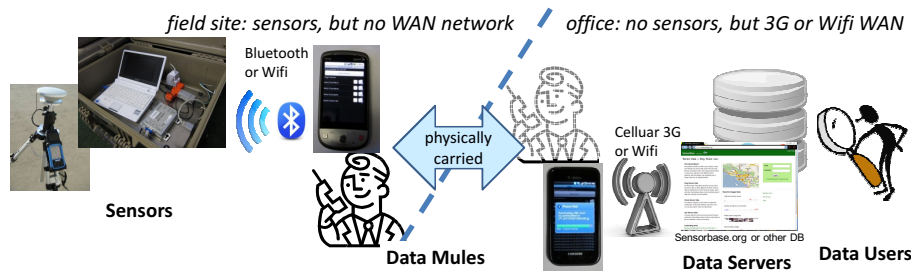 field site: sensors, but no WAN network
office: no sensors, but 3G or Wifi WAN
Bluetooth
or Wifi
physically
carried
Celluar 3G
or Wifi
Sensors
Data Mules
Sensorbase.org or other DB
Data Servers
Data Users